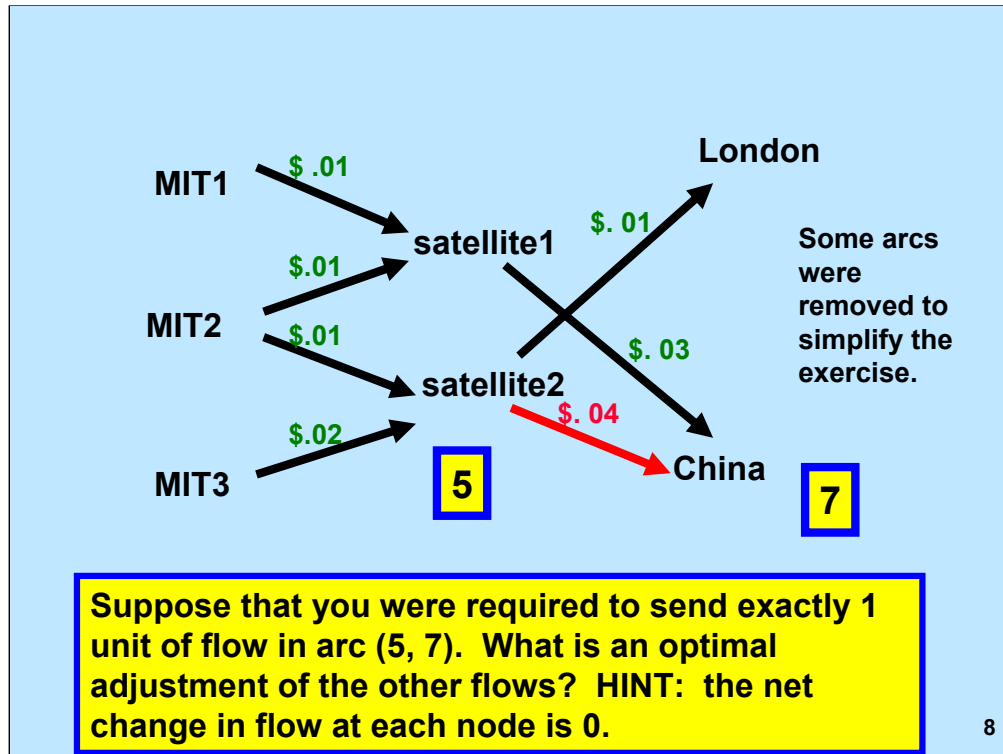 London
$ .01
MIT1
$. 01
satellite1
Some arcs
were
removed to
simplify the
exercise.
$.01
MIT2
$.01
$. 03
satellite2
$. 04
$.02
China
MIT3
5
7
Suppose that you were required to send exactly 1
unit of flow in arc (5, 7). What is an optimal
adjustment of the other flows? HINT: the net
change in flow at each node is 0.
8